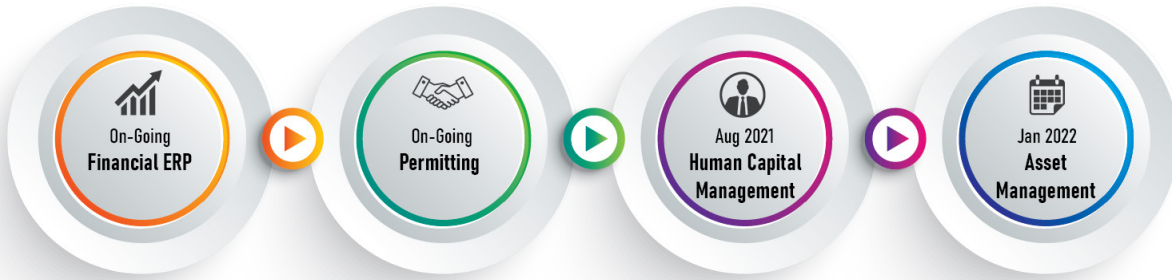 On-Going
Financial ERP
On-Going
Permitting
Aug 2021
Human Capital
Management
Jan 2022
Asset
Management